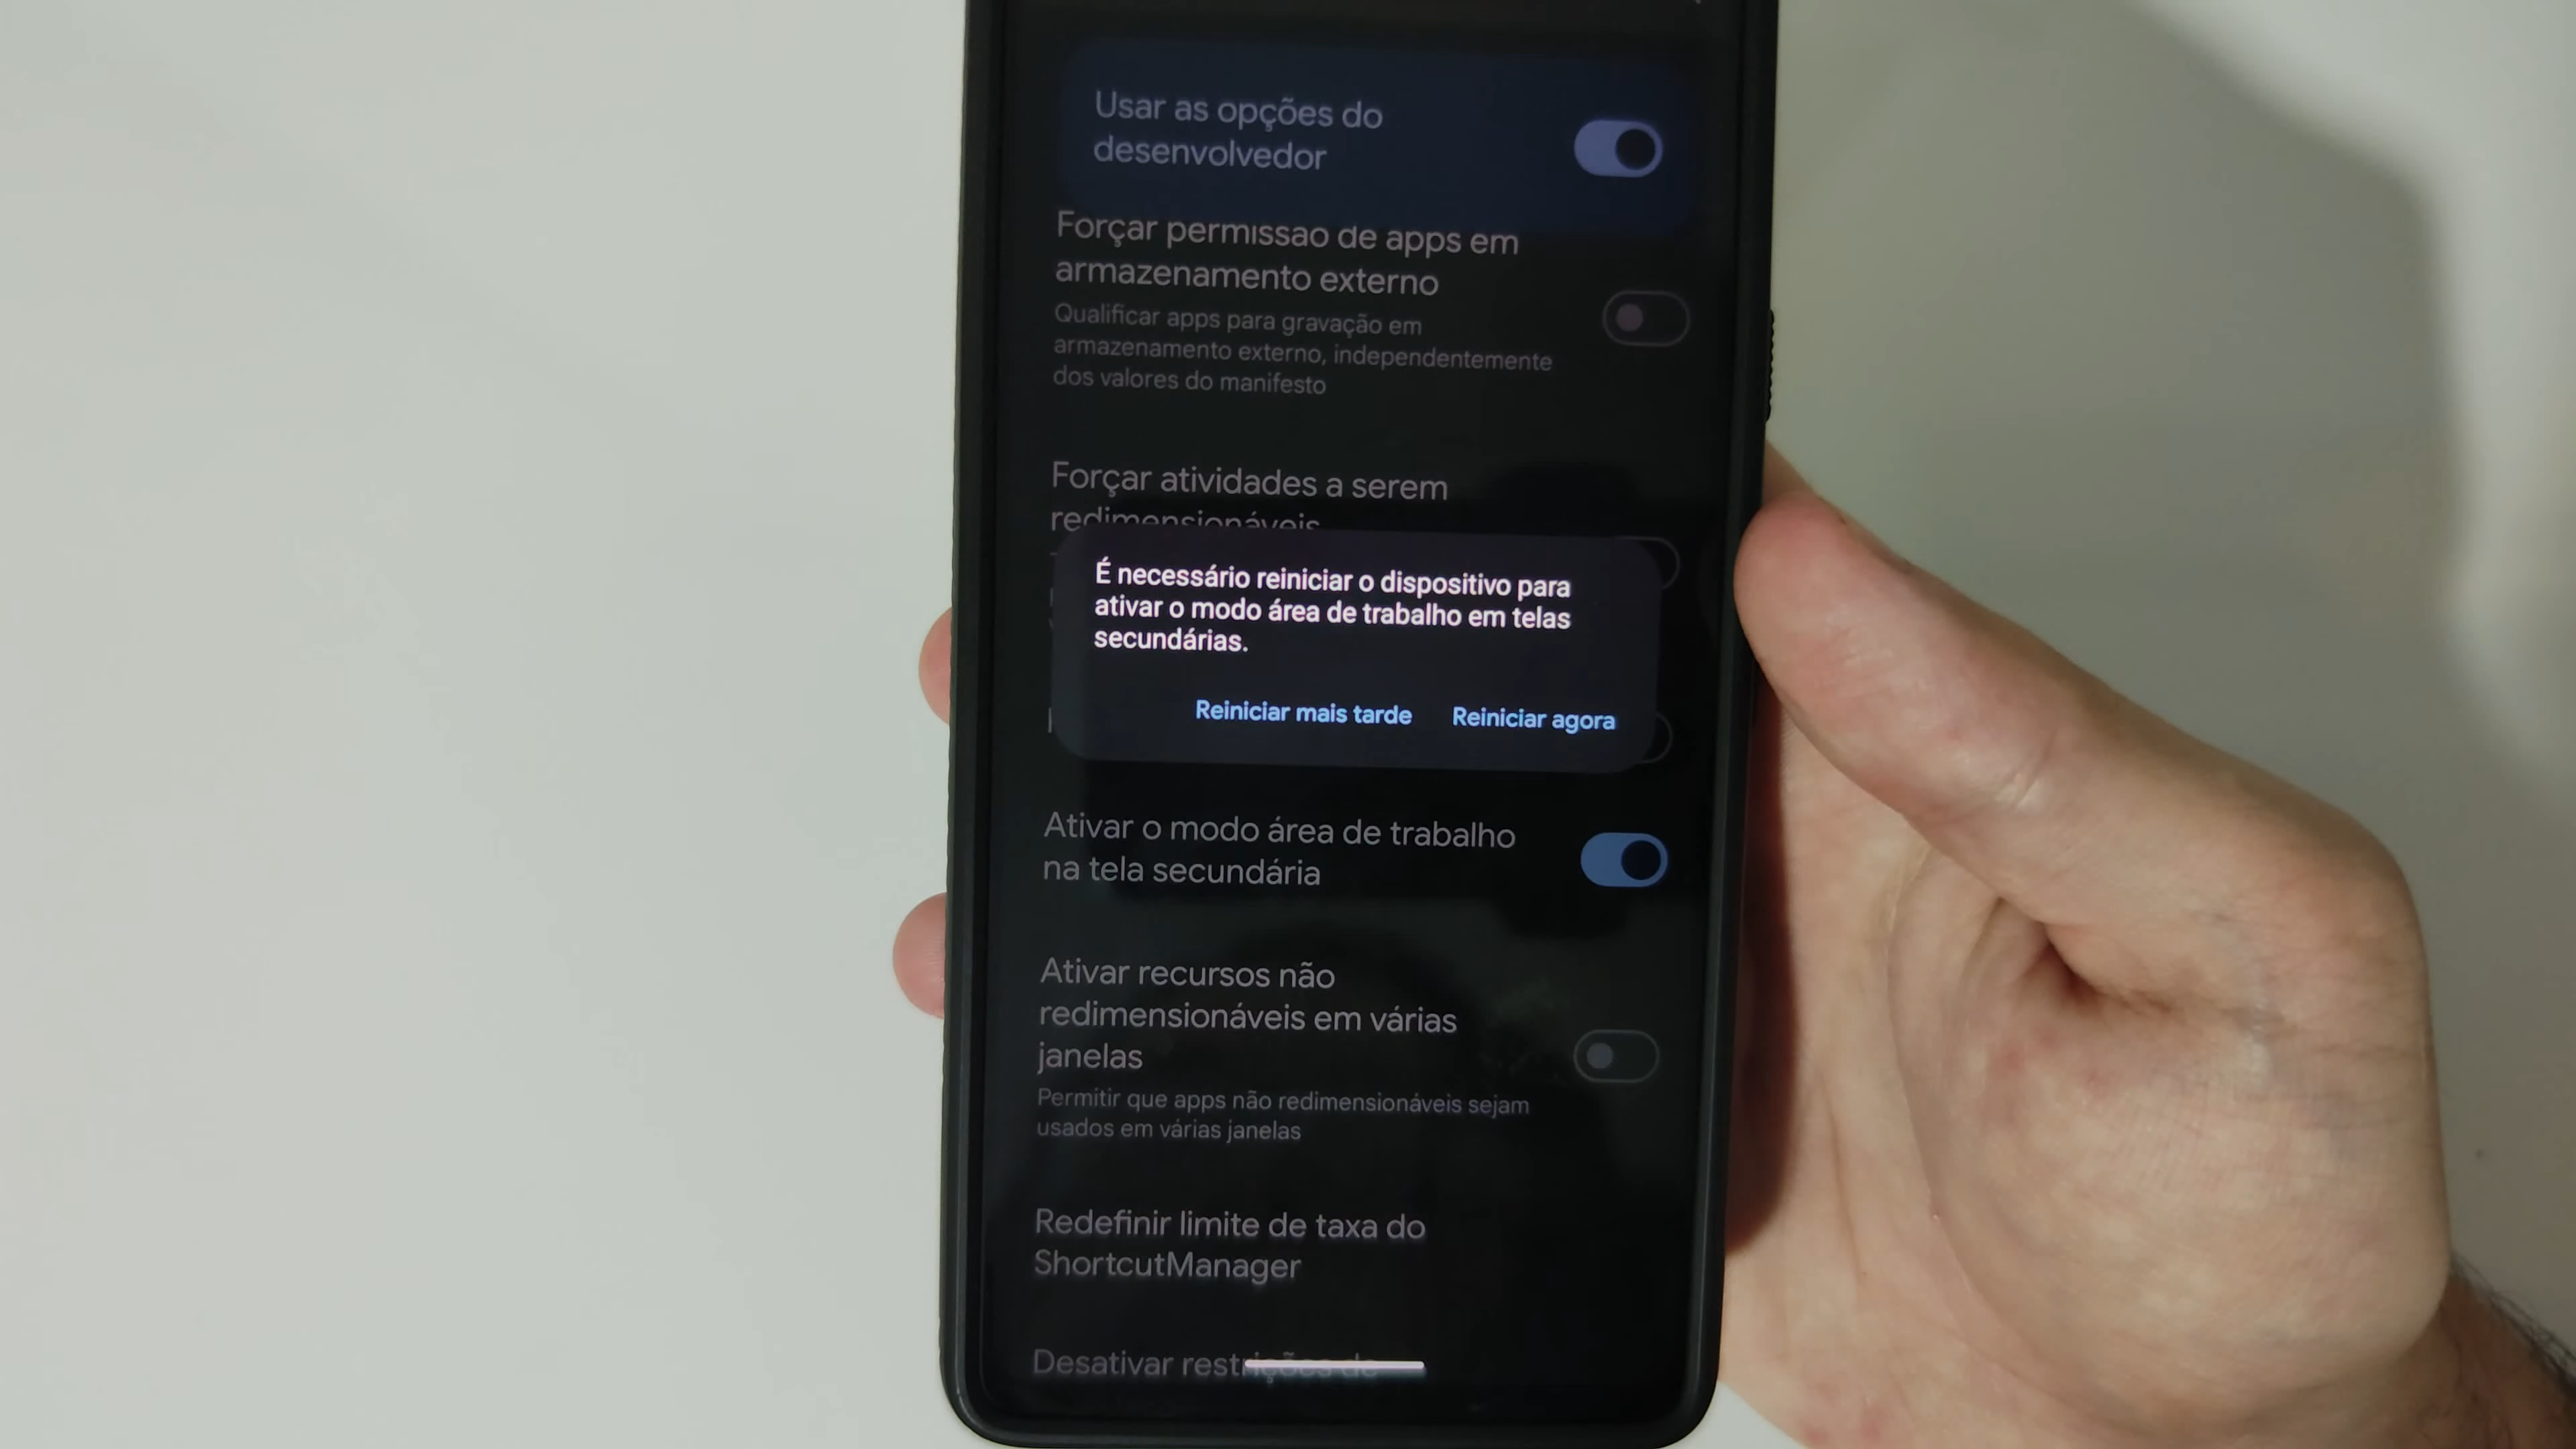 Usar as opções do
desenvolvedor
Forçar permissão de apps em
armazenamento externo
Qualificar apps para gravação em
armazenamento externo, independentemente
dos valores do manifesto
Forçar atividades a serem
redimensionáveis
É necessário reiniciar o dispositivo para
ativar o modo área de trabalho em telas
secundárias.
Reiniciar mais tarde Reiniciar agora
Ativar o modo área de trabalho
na tela secundária
Ativar recursos não
redimensionáveis em várias
janelas
Permitir que apps não redimensionáveis sejam
usados em várias janelas
Redefinir limite de taxa do
ShortcutManager
Desativar restrições de